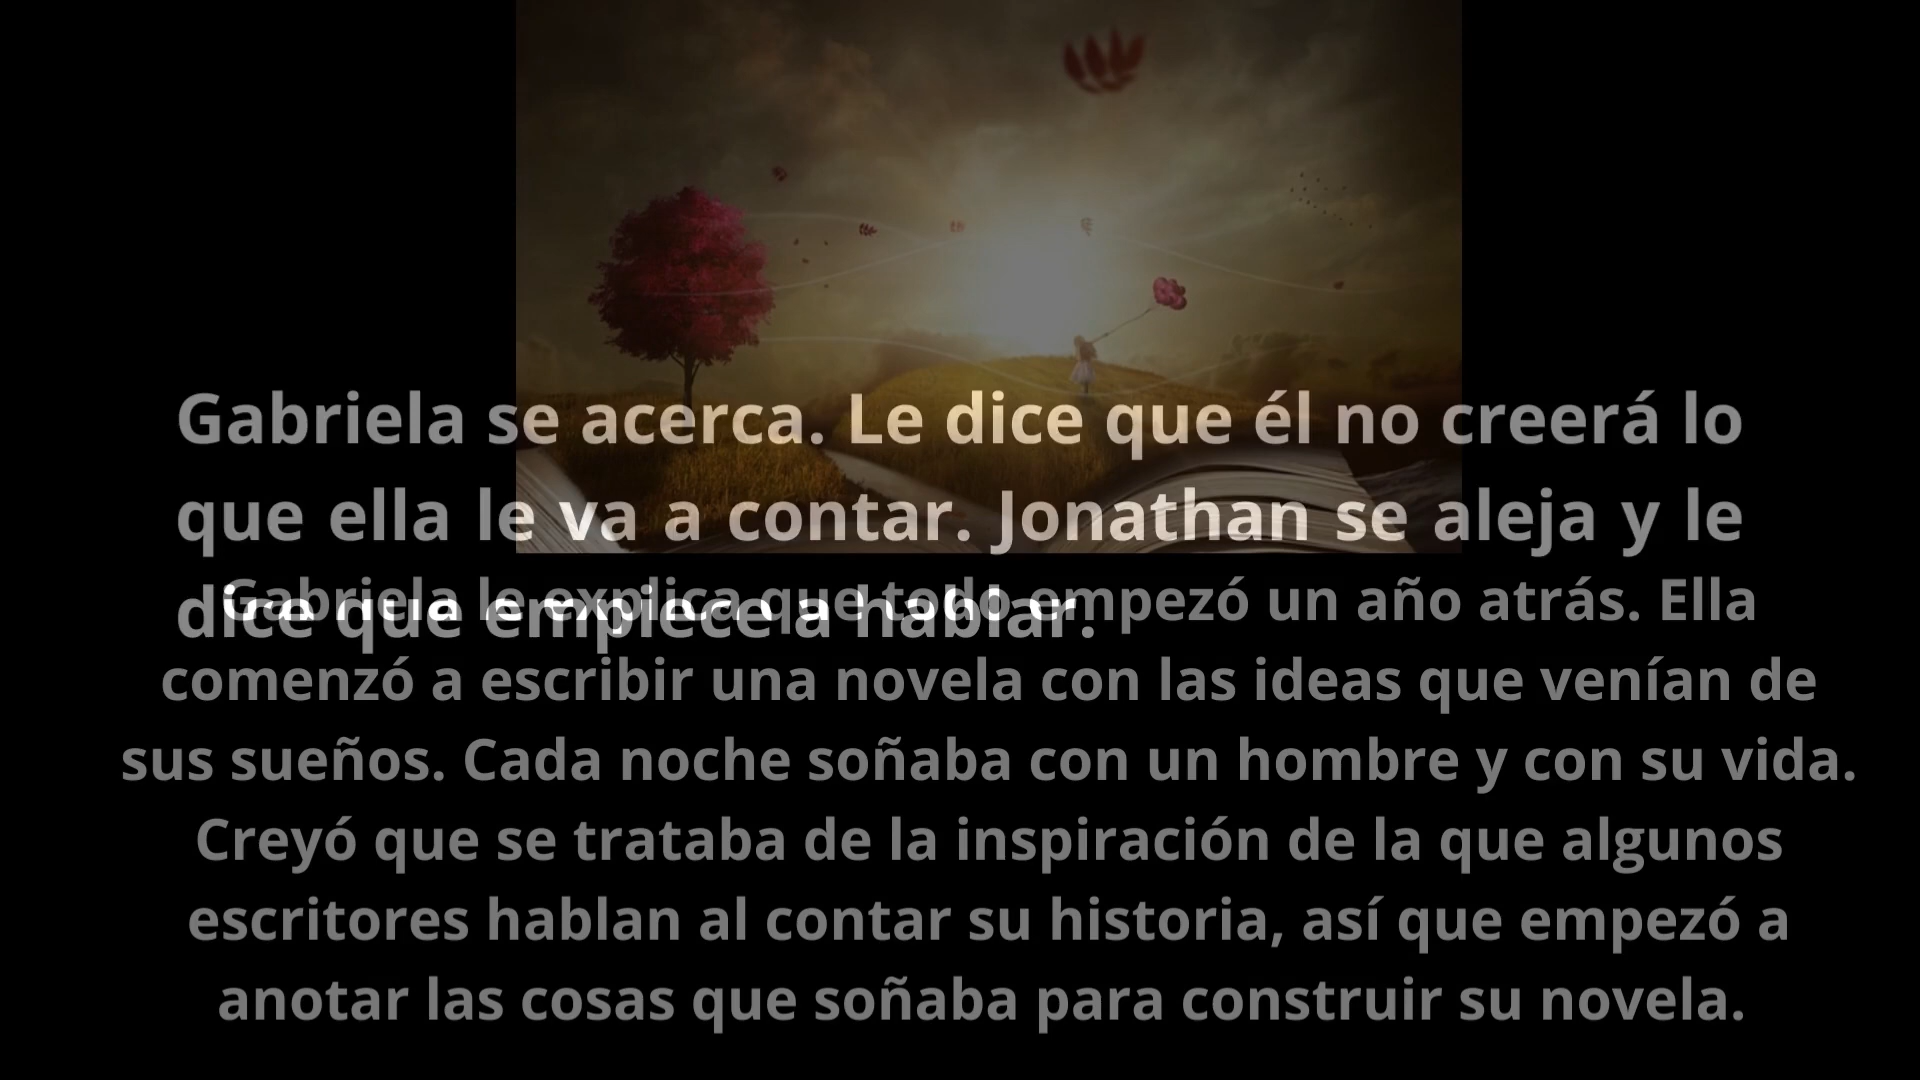 Gabriela se acerca. Le dice que él no creerá lo
que ella le va a contar. Jonathan se aleja y le
dice que empiece a hablar.
Gabriela le explica que todo empezó un año atrás. Ella
comenzó a escribir una novela con las ideas que venían de
sus sueños. Cada noche soñaba con un hombre y con su vida.
Creyó que se trataba de la inspiración de la que algunos
escritores hablan al contar su historia, así que empezó a
anotar las cosas que soñaba para construir su novela.